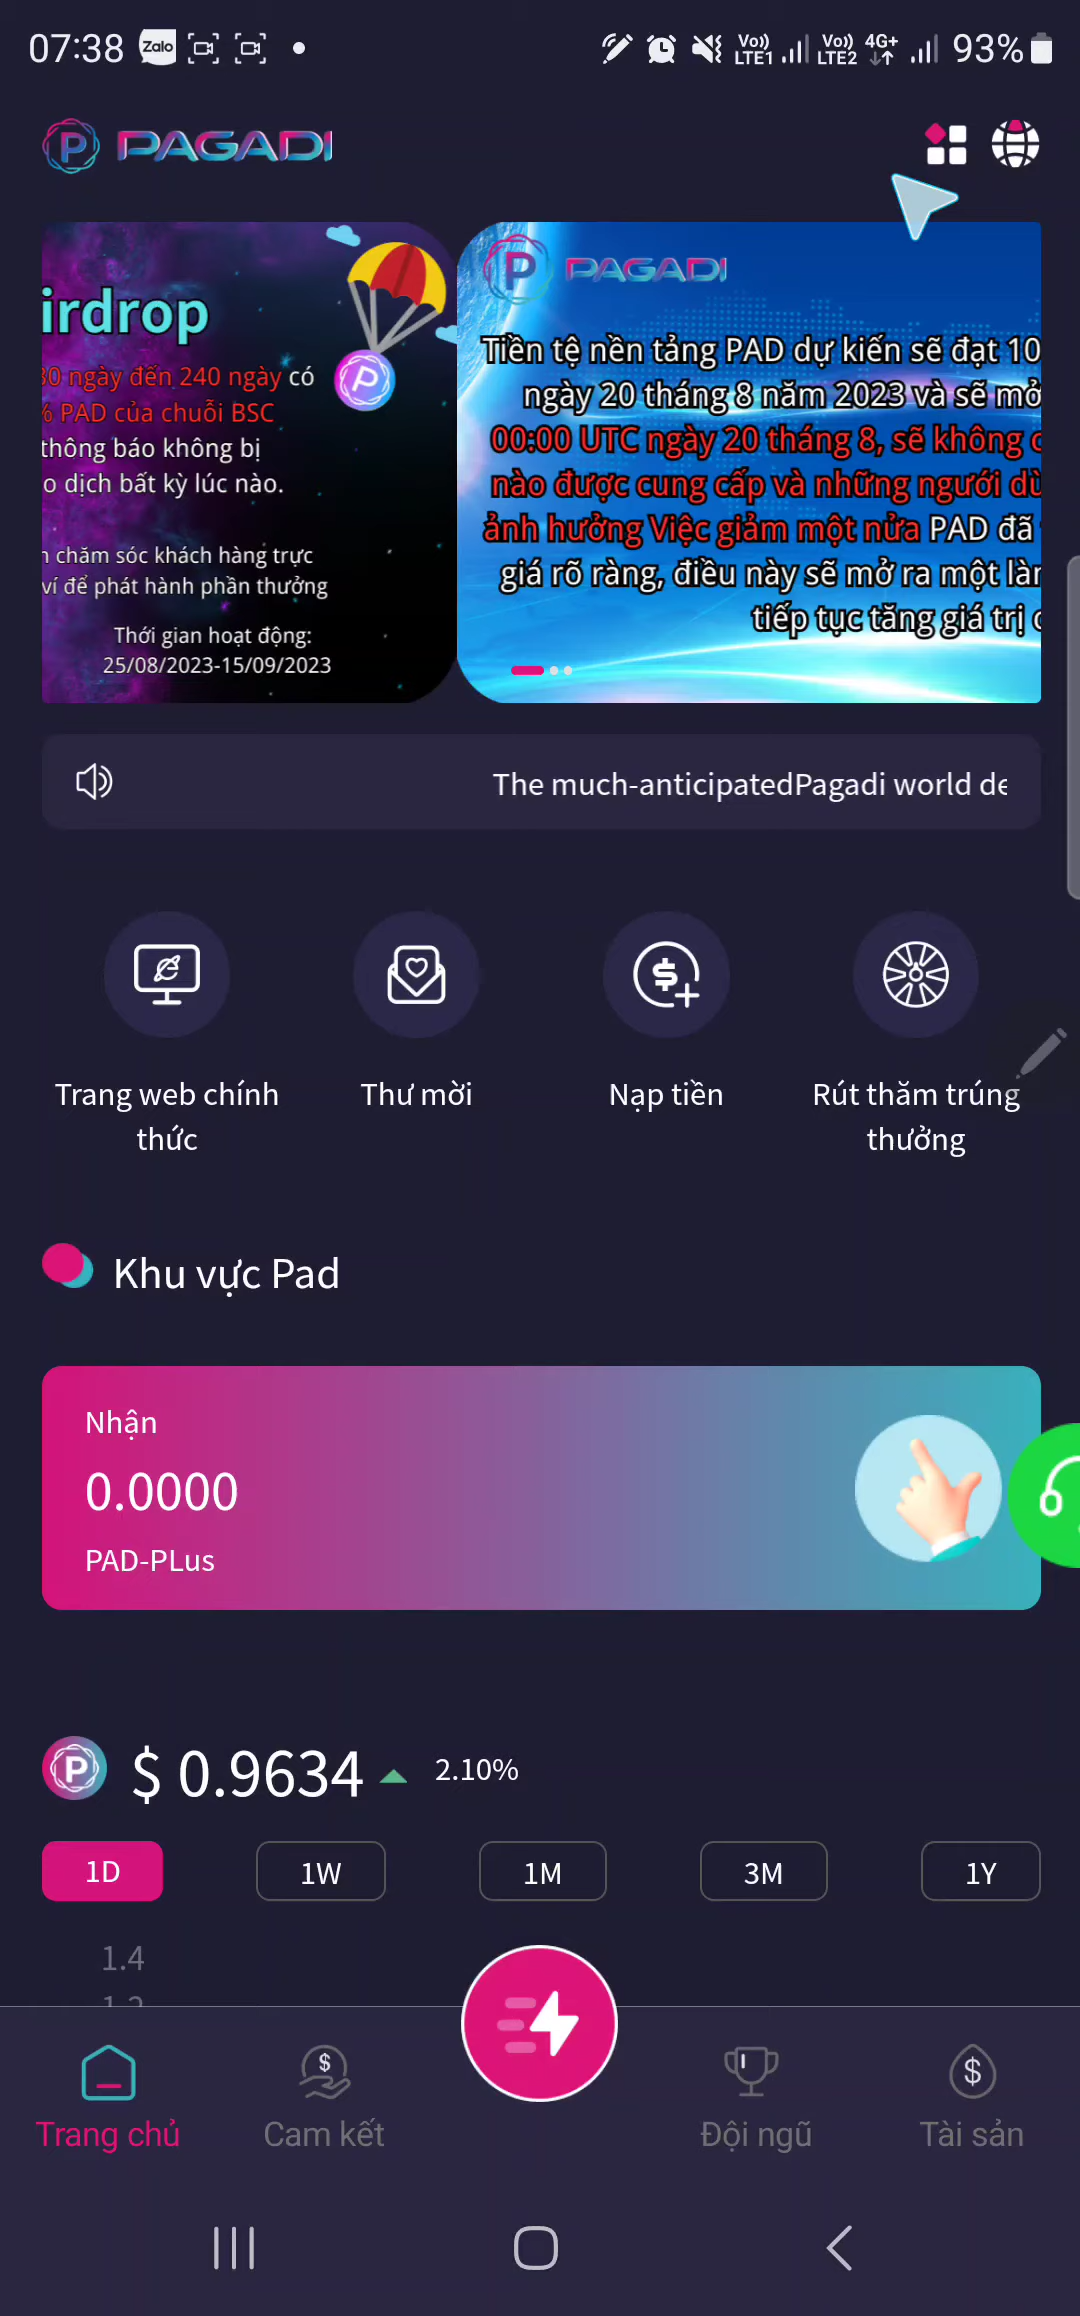 07:38
Zalo
Vo)) LTE1
Vo)) LTE2
4G+
93%
PAGADI
irdrop
ngày đến 240 ngày có
% PAD của chuỗi BSC
thông báo không bị
o dịch bất kỳ lúc nào.
chăm sóc khách hàng trực
ví để phát hành phần thưởng
Thới gian hoạt động:
25/08/2023-15/09/2023
PAGADI
Tiền tệ nền tảng PAD dự kiến sẽ đạt 10
ngày 20 tháng 8 năm 2023 và sẽ mở
00:00 UTC ngày 20 tháng 8, sẽ không
nào được cung cấp và những người
ảnh hưởng Việc giảm một nửa PAD đã
giá rõ ràng, điều này sẽ mở ra một
tiếp tục tăng giá trị
The much-anticipatedPagadi world de
Trang web chính
thức
Thư mời
Nạp tiền
Rút thăm trúng
thưởng
Khu vực Pad
Nhận
0.0000
PAD-PLus
$ 0.9634
2.10%
1D
1W
1M
3M
1Y
1.4
Trang chủ
Cam kết
Đội ngũ
Tài sản